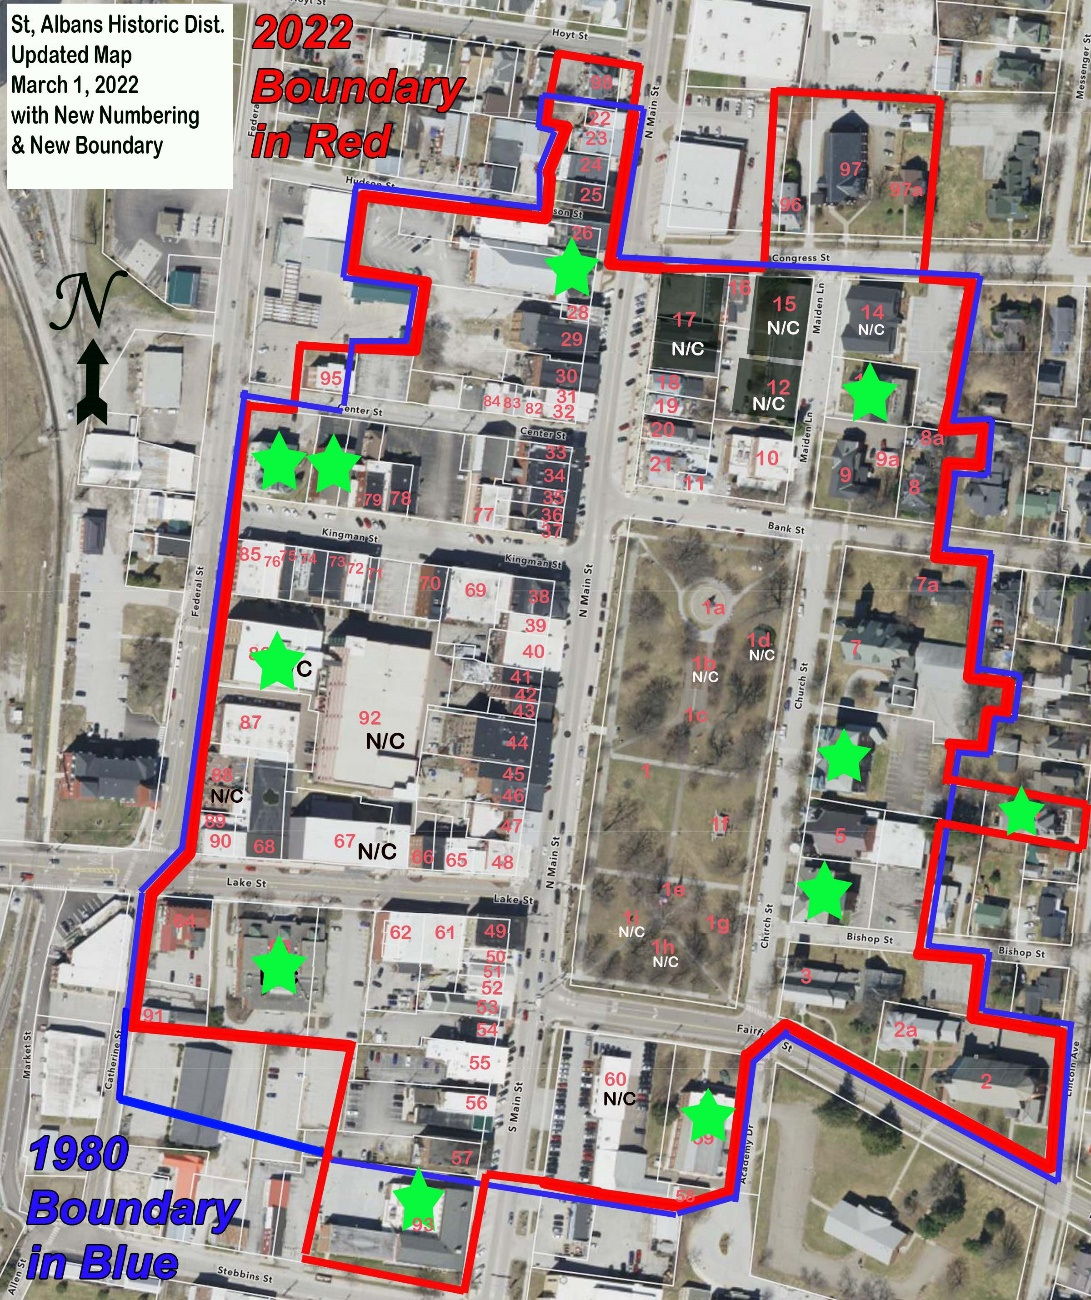 St, Albans Historic Dist.
Updated Map
March 1, 2022
with New Numbering
& New Boundary
2022
Boundary
in Red
Hoyt St
Hoyt St
N Main St
Messenger St
98
22
23
24
25
26
Hudson St
97
97a
96
Congress St
N
28
29
30
31
32
84
83
82
95
Center St
Center St
16
17
N/C
15
N/C
14
N/C
12
N/C
Maiden Ln
Maiden Ln
18
19
20
21
11
10
9
9a
8a
8
33
34
35
36
37
79
78
77
Kingman St
Kingman St
Bank St
Federal St
N Main St
85
76
75
74
73
72
71
70
69
38
39
40
41
42
43
44
45
46
47
48
1a
1d
N/C
1b
N/C
1c
1
1f
1e
1g
1i
N/C
1h
N/C
7a
7
Church St
5
87
92
N/C
88
N/C
89
90
68
67
N/C
66
65
Lake St
Lake St
N Main St
Church St
Bishop St
Bishop St
94
62
61
49
50
51
52
53
54
55
56
57
91
3
2a
2
Fairf
St
60
N/C
59
58
93
Market St
Catherine St
S Main St
Academy Dr
Lincoln Ave
1980
Boundary
in Blue
Stebbins St
Allen St